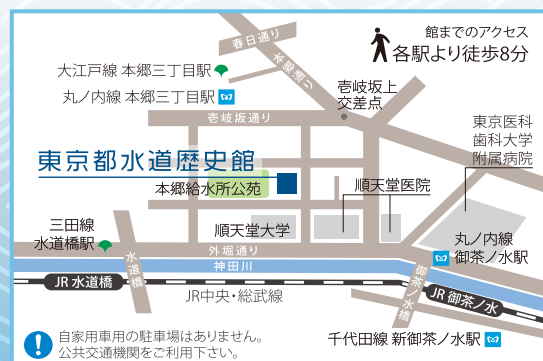 館までのアクセス
各駅より徒歩8分
春日通り
本郷通り
大江戸線 本郷三丁目駅
丸ノ内線 本郷三丁目駅
壱岐坂上
交差点
壱岐坂通り
東京医科
歯科大学
附属病院
東京都水道歴史館
本郷給水所公苑
順天堂医院
三田線
水道橋駅
順天堂大学
外堀通り
丸ノ内線
御茶ノ水駅
水道橋
神田川
御茶ノ水橋
JR 水道橋
JR中央・総武線
JR 御茶ノ水
千代田線 新御茶ノ水駅
自家用車用の駐車場はありません。
公共交通機関をご利用下さい。